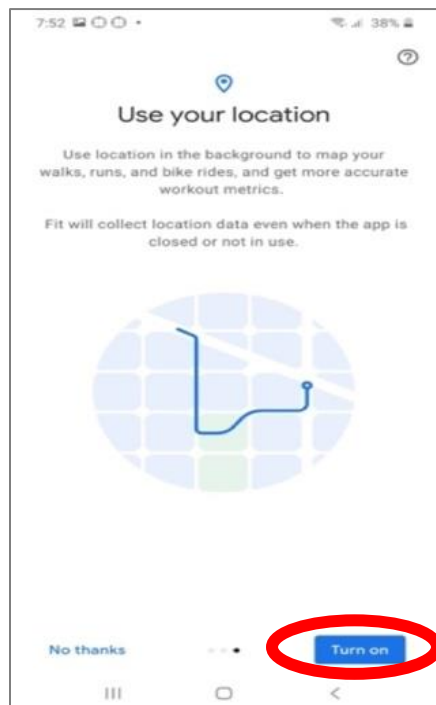 7:52
38%
Use your location
Use location in the background to map your
walks, runs, and bike rides, and get more accurate
workout metrics.
Fit will collect location data even when the app is
closed or not in use.
No thanks
Turn on